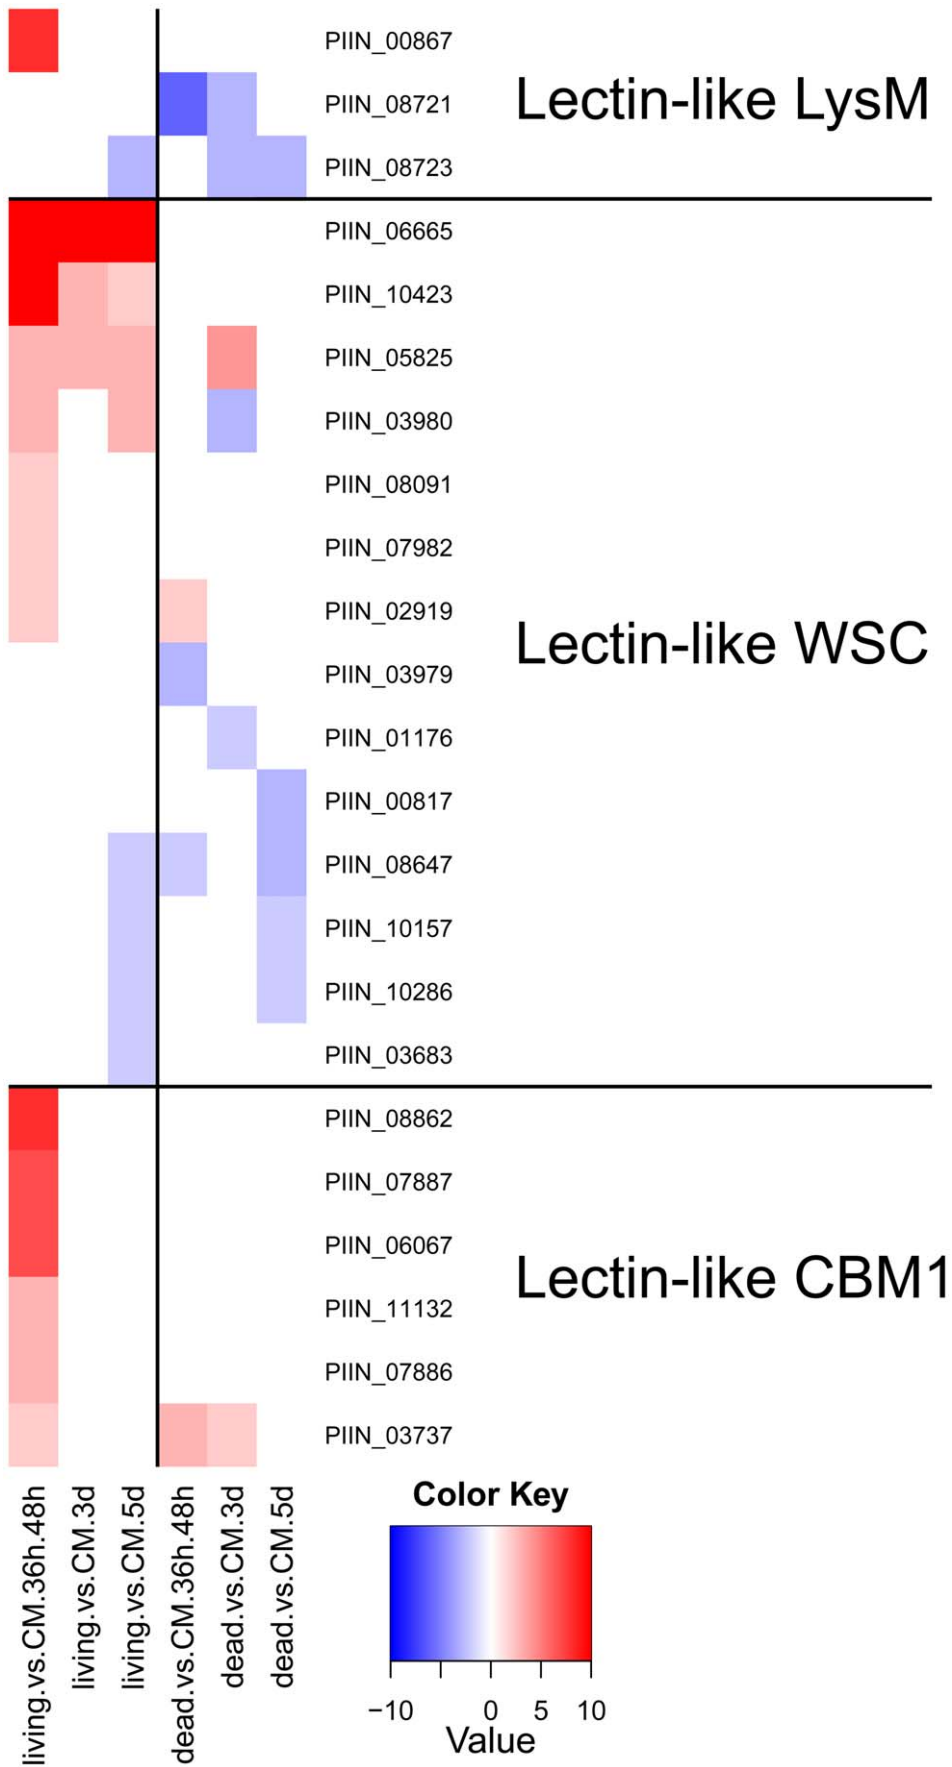 PIIN_00867
PIIN_08721
Lectin-like LysM
PIIN_08723
PIIN_06665
PIIN_10423
PIIN_05825
PIIN_03980
PIIN_08091
PIIN_07982
PIIN_02919
Lectin-like WSC
PIIN_03979
PIIN_01176
PIIN_00817
PIIN_08647
PIIN_10157
PIIN_10286
PIIN_03683
PIIN_08862
PIIN_07887
PIIN_06067
Lectin-like CBM1
PIIN_11132
PIIN_07886
PIIN_03737
living.vs.CM.36h.48h
living.vs.CM.3d
living.vs.CM.5d
dead.vs.CM.36h.48h
dead.vs.CM.3d
dead.vs.CM.5d
Color Key
−10 0 5 10
Value